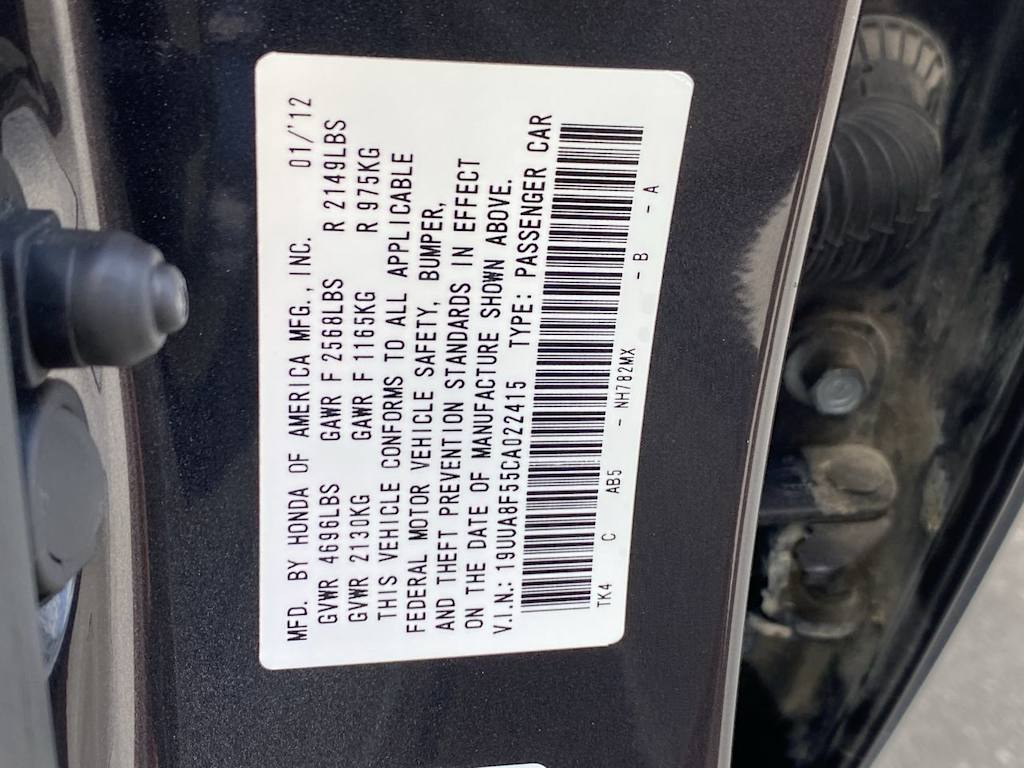 MFD. BY HONDA OF AMERICA MFG., INC. 01/'12
GVWR 4696LBS GAWR F 2568LBS R 2149LBS
GVWR 2130KG GAWR F 1165KG R 975KG
THIS VEHICLE CONFORMS TO ALL APPLICABLE
FEDERAL MOTOR VEHICLE SAFETY, BUMPER,
AND THEFT PREVENTION STANDARDS IN EFFECT
ON THE DATE OF MANUFACTURE SHOWN ABOVE.
V.I.N.: 19UUA8F55CA022415 TYPE: PASSENGER CAR
TK4 C AB5 - NH782MX - B - A